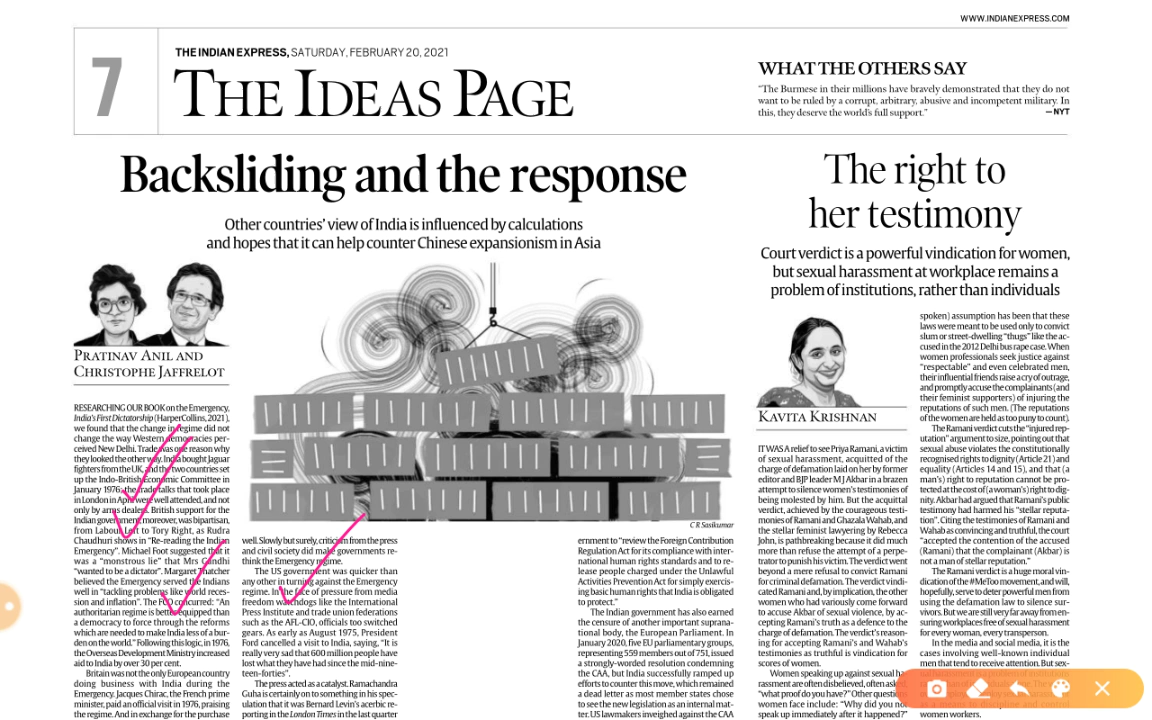 WWW.INDIANEXPRESS.COM
7
THE INDIAN EXPRESS, SATURDAY, FEBRUARY 20, 2021
THE IDEAS PAGE
WHAT THE OTHERS SAY
"The Burmese in their millions have bravely demonstrated that they do not
want to be ruled by a corrupt, arbitrary, abusive and incompetent military. In
this, they deserve the world's full support." — NYT
Backsliding and the response
Other countries' view of India is influenced by calculations
and hopes that it can help counter Chinese expansionism in Asia
PRATINAV ANIL AND
CHRISTOPHE JAFFRELOT
RESEARCHING OUR BOOK on the Emergency,
India's First Dictatorship (HarperCollins, 2021),
we found that the change in regime did not
change the way Western democracies per-
ceived New Delhi. Trade was one reason why
they looked the other way. India bought Jaguar
fighters from the UK, and the two countries set
up the Indo-British Economic Committee in
January 1976; the trade talks that took place
in London in April were well attended, and not
only by arms dealers. British support for the
Indian government, moreover, was bipartisan,
from Labour Left to Tory Right, as Rudra
Chaudhuri shows in "Re-reading the Indian
Emergency". Michael Foot suggested that it
was a "monstrous lie" that Mrs Gandhi
"wanted to be a dictator". Margaret Thatcher
believed the Emergency served the Indians
well in "tackling problems like world reces-
sion and inflation". The FCO concurred: "An
authoritarian regime is better equipped than
a democracy to force through the reforms
which are needed to make India less of a bur-
den on the world." Following this logic, in 1976,
the Overseas Development Ministry increased
aid to India by over 30 per cent.
Britain was not the only European country
doing business with India during the
Emergency. Jacques Chirac, the French prime
minister, paid an official visit in 1976, praising
the regime. And in exchange for the purchase
C R Sasikumar
well. Slowly but surely, criticism from the press
and civil society did make governments re-
think the Emergency regime.
The US government was quicker than
any other in turning against the Emergency
regime. In the face of pressure from media
freedom watchdogs like the International
Press Institute and trade union federations
such as the AFL-CIO, officials too switched
gears. As early as August 1975, President
Ford cancelled a visit to India, saying, "It is
really very sad that 600 million people have
lost what they have had since the mid-nine-
teen-forties".
The press acted as a catalyst. Ramachandra
Guha is certainly on to something in his spec-
ulation that it was Bernard Levin's acerbic re-
porting in the London Times in the last quarter
ernment to "review the Foreign Contribution
Regulation Act for its compliance with inter-
national human rights standards and to re-
lease people charged under the Unlawful
Activities Prevention Act for simply exercis-
ing basic human rights that India is obligated
to protect."
The Indian government has also earned
the censure of another important suprana-
tional body, the European Parliament. In
January 2020, five EU parliamentary groups,
representing 559 members out of 751, issued
a strongly-worded resolution condemning
the CAA, but India successfully ramped up
efforts to counter this move, which remained
a dead letter as most member states chose
to see the new legislation as an internal mat-
ter. US lawmakers inveighed against the CAA
The right to
her testimony
Court verdict is a powerful vindication for women,
but sexual harassment at workplace remains a
problem of institutions, rather than individuals
KAVITA KRISHNAN
IT WAS A relief to see Priya Ramani, a victim
of sexual harassment, acquitted of the
charge of defamation laid on her by former
editor and BJP leader M J Akbar in a brazen
attempt to silence women's testimonies of
being molested by him. But the acquittal
verdict, achieved by the courageous testi-
monies of Ramani and Ghazala Wahab, and
the stellar feminist lawyering by Rebecca
John, is pathbreaking because it did much
more than refuse the attempt of a perpe-
trator to punish his victim. The verdict went
beyond a mere refusal to convict Ramani
for criminal defamation. The verdict vindi-
cated Ramani and, by implication, the other
women who had variously come forward
to accuse Akbar of sexual violence, by ac-
cepting Ramani's truth as a defence to the
charge of defamation. The verdict's reason-
ing for accepting Ramani's and Wahab's
testimonies as truthful is vindication for
scores of women.
Women speaking up against sexual ha-
rassment are often disbelieved, often asked,
"what proof do you have?" Other question
women face include: "Why did you no
speak up immediately after it happened?"
spoken) assumption has been that these
laws were meant to be used only to convict
slum or street-dwelling "thugs" like the ac-
cused in the 2012 Delhi bus rape case. When
women professionals seek justice against
"respectable" and even celebrated men,
their influential friends raise a cry of outrage,
and promptly accuse the complainants (and
their feminist supporters) of injuring the
reputations of such men. (The reputations
of the women are held as too puny to count).
The Ramani verdict cuts the "injured rep-
utation" argument to size, pointing out that
sexual abuse violates the constitutionally
recognised rights to dignity (Article 21) and
equality (Articles 14 and 15), and that (a
man's) right to reputation cannot be pro-
tected at the cost of (a woman's) right to dig-
nity. Akbar had argued that Ramani's public
testimony had harmed his "stellar reputa-
tion". Citing the testimonies of Ramani and
Wahab as convincing and truthful, the court
"accepted the contention of the accused
(Ramani) that the complainant (Akbar) is
not a man of stellar reputation."
The Ramani verdict is a huge moral vin-
dication of the #MeToo movement, and will,
hopefully, serve to deter powerful men from
using the defamation law to silence sur-
vivors. But we are still very far away from en-
suring workplaces free of sexual harassment
for every woman, every transperson.
In the media and social media, it is the
cases involving well-known individual
men that tend to receive attention. But sex-
women workers.